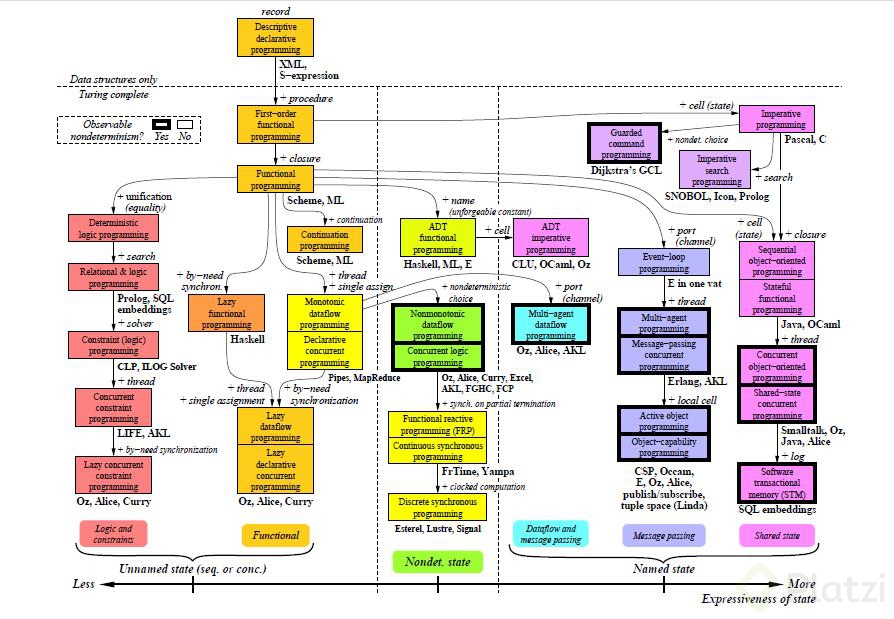 record
Descriptive
declarative
programming
XML,
S−expression
Data structures only
Turing complete
+ procedure
+ cell (state)
Observable
nondeterminism? Yes No
First−order
functional
programming
Imperative
programming
Pascal, C
Guarded
command
programming
Dijkstra's GCL
+ nondet. choice
Imperative
search
programming
+ search
SNOBOL, Icon, Prolog
+ closure
Functional
programming
Scheme, ML
+ unification
(equality)
+ continuation
+ name
(unforgeable constant)
+ cell
+ port
(channel)
+ cell
(state)
+ closure
Deterministic
logic programming
Continuation
programming
Scheme, ML
ADT
functional
programming
Haskell, ML, E
ADT
imperative
programming
CLU, OCaml, Oz
Event−loop
programming
E in one vat
Sequential
object−oriented
programming
Stateful
functional
programming
Java, OCaml
+ search
Relational & logic
programming
Prolog, SQL
embeddings
+ solver
+ by−need
synchron.
+ thread
+ single assign.
+ nondeterministic
choice
+ port
(channel)
+ thread
+ thread
Lazy
functional
programming
Haskell
Monotonic
dataflow
programming
Declarative
concurrent
programming
Pipes, MapReduce
Nonmonotonic
dataflow
programming
Concurrent logic
programming
Oz, Alice, Curry, Excel,
AKL, FGHC, FCP
Multi−agent
dataflow
programming
Oz, Alice, AKL
Multi−agent
programming
Message−passing
concurrent
programming
Erlang, AKL
Concurrent
object−oriented
programming
Shared−state
concurrent
programming
Smalltalk, Oz,
Java, Alice
Constraint (logic)
programming
CLP, ILOG Solver
+ thread
+ thread
+ single assignment
+ by−need
synchronization
+ synch. on partial termination
+ local cell
+ log
Concurrent
constraint
programming
LIFE, AKL
+ by−need synchronization
Lazy
dataflow
programming
Lazy
declarative
concurrent
programming
Oz, Alice, Curry
Functional reactive
programming (FRP)
Continuous synchronous
programming
FrTime, Yampa
+ clocked computation
Active object
programming
Object−capability
programming
CSP, Occam,
E, Oz, Alice,
publish/subscribe,
tuple space (Linda)
Software
transactional
memory (STM)
SQL embeddings
Lazy concurrent
constraint
programming
Oz, Alice, Curry
Discrete synchronous
programming
Esterel, Lustre, Signal
Logic and
constraints
Functional
Nondet. state
Dataflow and
message passing
Message passing
Shared state
Unnamed state (seq. or conc.)
Named state
Less
More
Expressiveness of state
Platzi